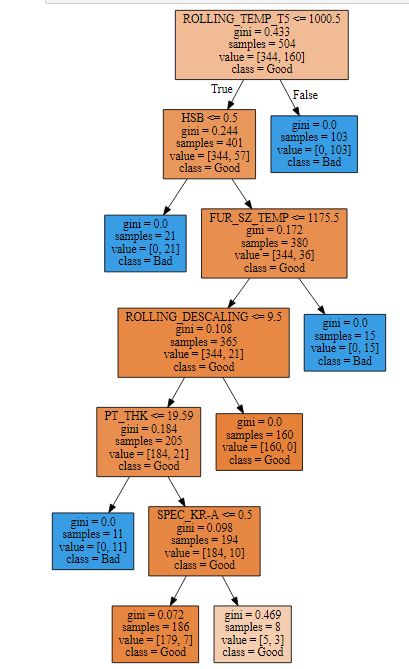 ROLLING_TEMP_T5 <= 1000.5
gini = 0.433
samples = 504
value = [344, 160]
class = Good
True
False
HSB <= 0.5
gini = 0.244
samples = 401
value = [344, 57]
class = Good
gini = 0.0
samples = 103
value = [0, 103]
class = Bad
gini = 0.0
samples = 21
value = [0, 21]
class = Bad
FUR_SZ_TEMP <= 1175.5
gini = 0.172
samples = 380
value = [344, 36]
class = Good
ROLLING_DESCALING <= 9.5
gini = 0.108
samples = 365
value = [344, 21]
class = Good
gini = 0.0
samples = 15
value = [0, 15]
class = Bad
PT_THK <= 19.59
gini = 0.184
samples = 205
value = [184, 21]
class = Good
gini = 0.0
samples = 160
value = [160, 0]
class = Good
gini = 0.0
samples = 11
value = [0, 11]
class = Bad
SPEC_KR-A <= 0.5
gini = 0.098
samples = 194
value = [184, 10]
class = Good
gini = 0.072
samples = 186
value = [179, 7]
class = Good
gini = 0.469
samples = 8
value = [5, 3]
class = Good